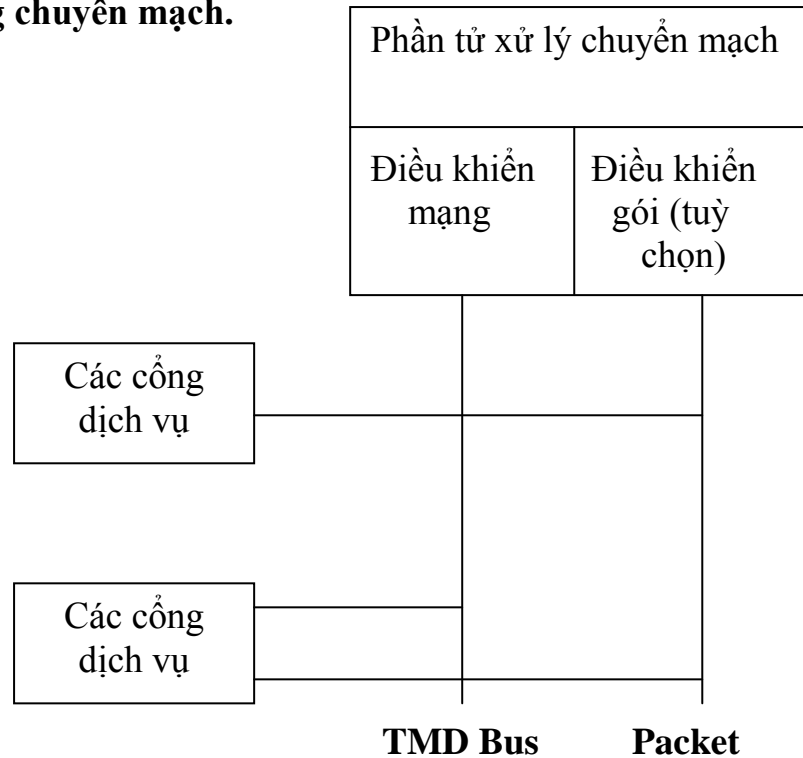 g chuyển mạch.
Phần tử xử lý chuyển mạch
Điều khiển
mạng
Điều khiển
gói (tuỳ
chọn)
Các cổng
dịch vụ
Các cổng
dịch vụ
TMD Bus
Packet